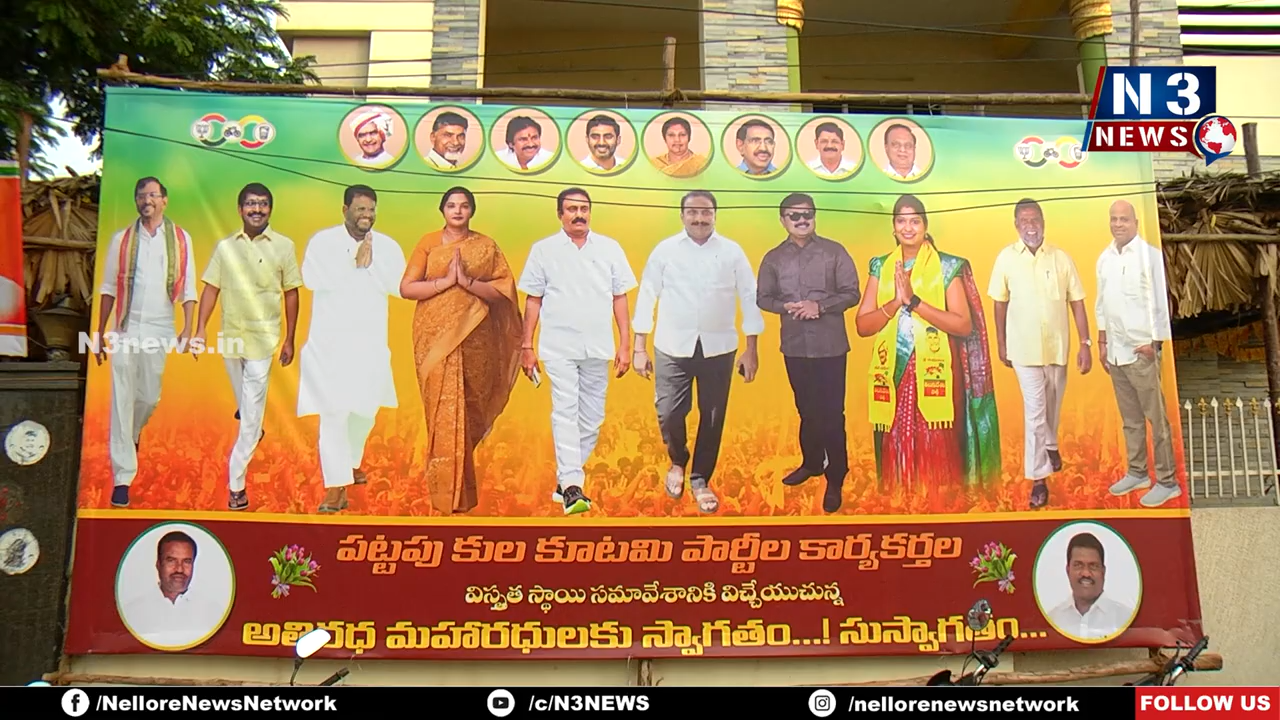 N3
NEWS
N3news.in
పట్టపు కుల కూటమి పార్టీల కార్యకర్తల
విస్తృత స్థాయి సమావేశానికి విచ్చేయుచున్న
అతిరధ మహారధులకు స్వాగతం...! సుస్వాగతం...
/NelloreNewsNetwork
/c/N3NEWS
/nellorenewsnetwork
FOLLOW US